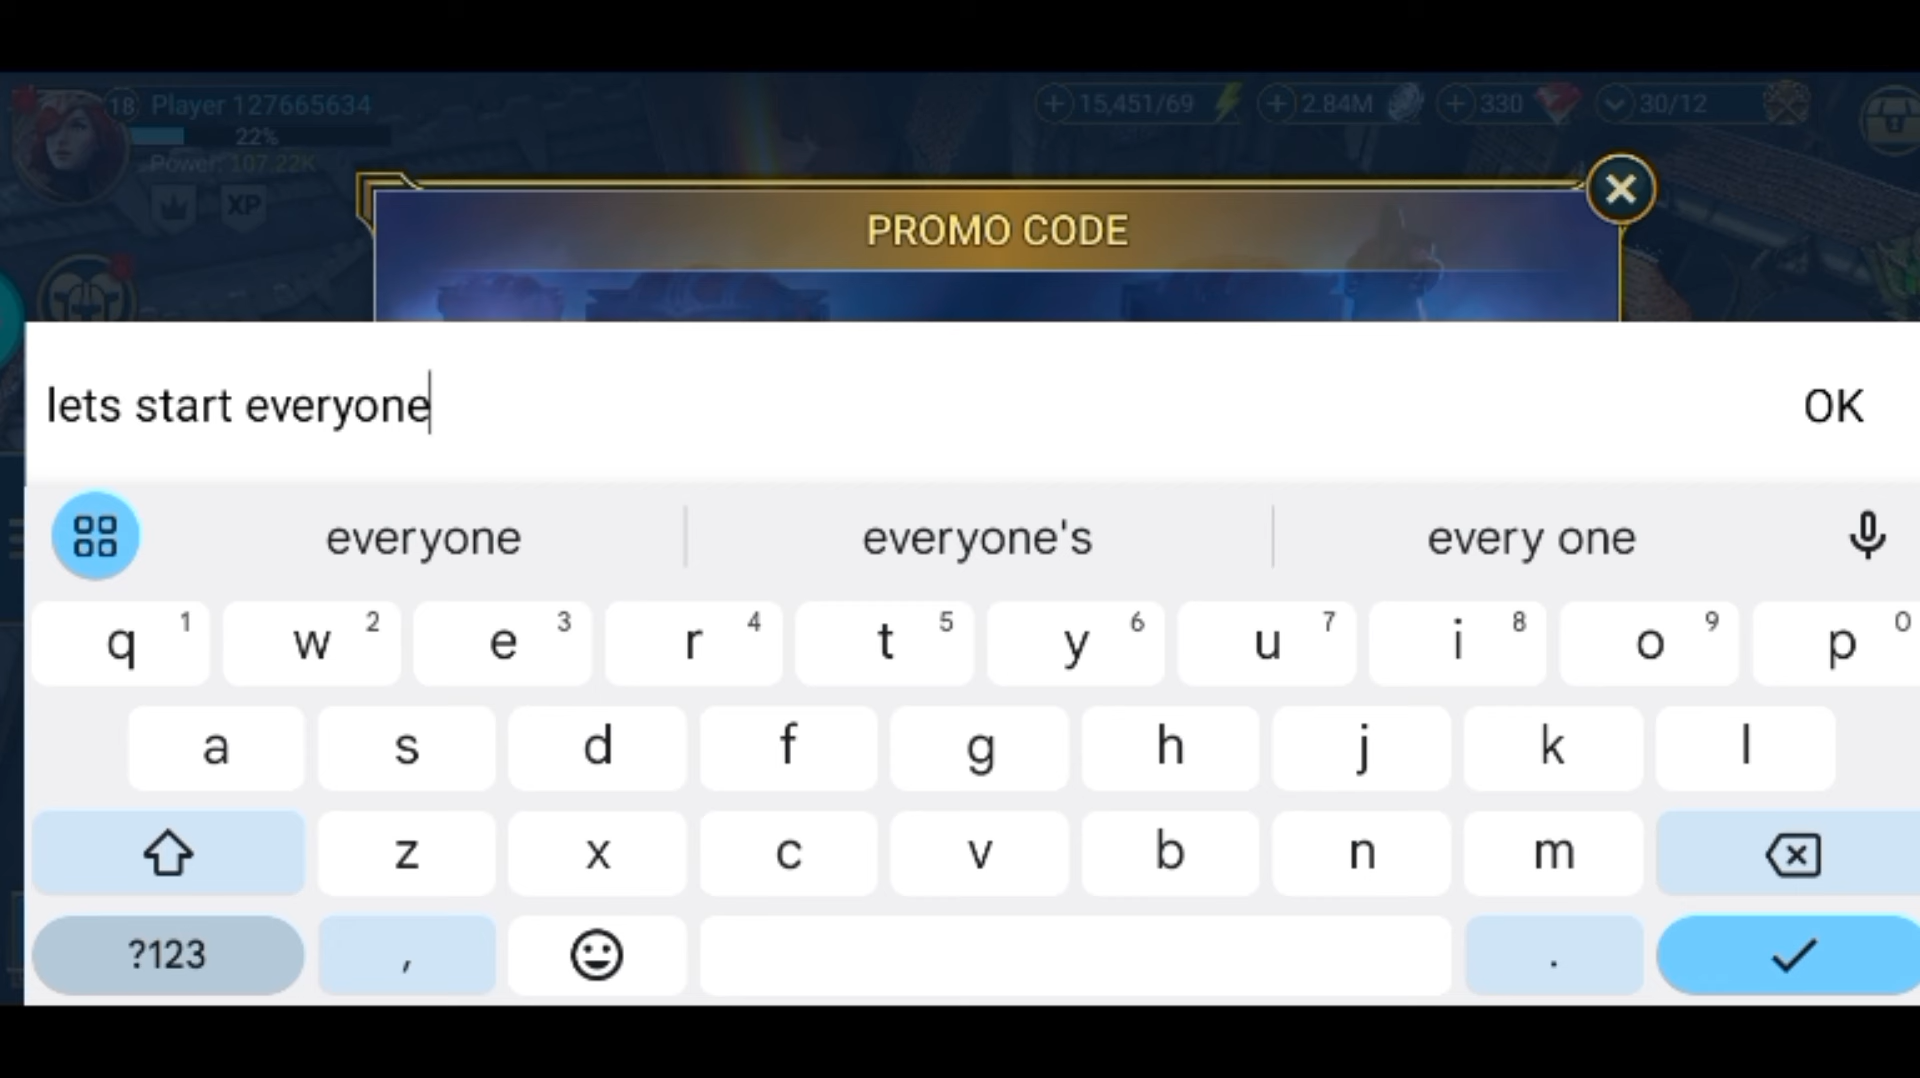 18 Player 127665634
22%
Power: 107.22K
XP
15,451/69
2.84M
330
30/12
PROMO CODE
lets start everyone
OK
everyone
everyone's
every one
q 1 w 2 e 3 r 4 t 5 y 6 u 7 i 8 o 9 p 0
a s d f g h j k l
z x c v b n m
?123 , .